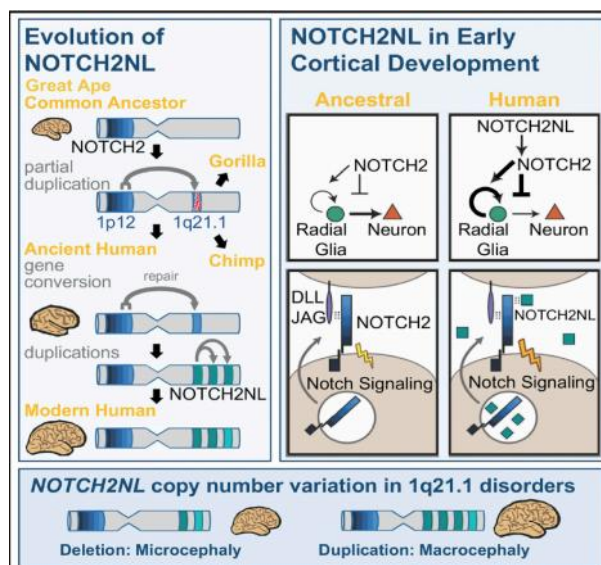 Evolution of
NOTCH2NL
Great Ape
Common Ancestor
NOTCH2
partial
duplication
Gorilla
1p12
1q21.1
Ancient Human
Chimp
gene
conversion
repair
duplications
NOTCH2NL
Modern Human
NOTCH2NL in Early
Cortical Development
Ancestral
Human
NOTCH2
Radial
Glia
Neuron
NOTCH2NL
NOTCH2
Radial
Glia
Neuron
DLL
JAG
NOTCH2
Notch Signaling
NOTCH2NL
Notch Signaling
NOTCH2NL copy number variation in 1q21.1 disorders
Deletion: Microcephaly
Duplication: Macrocephaly